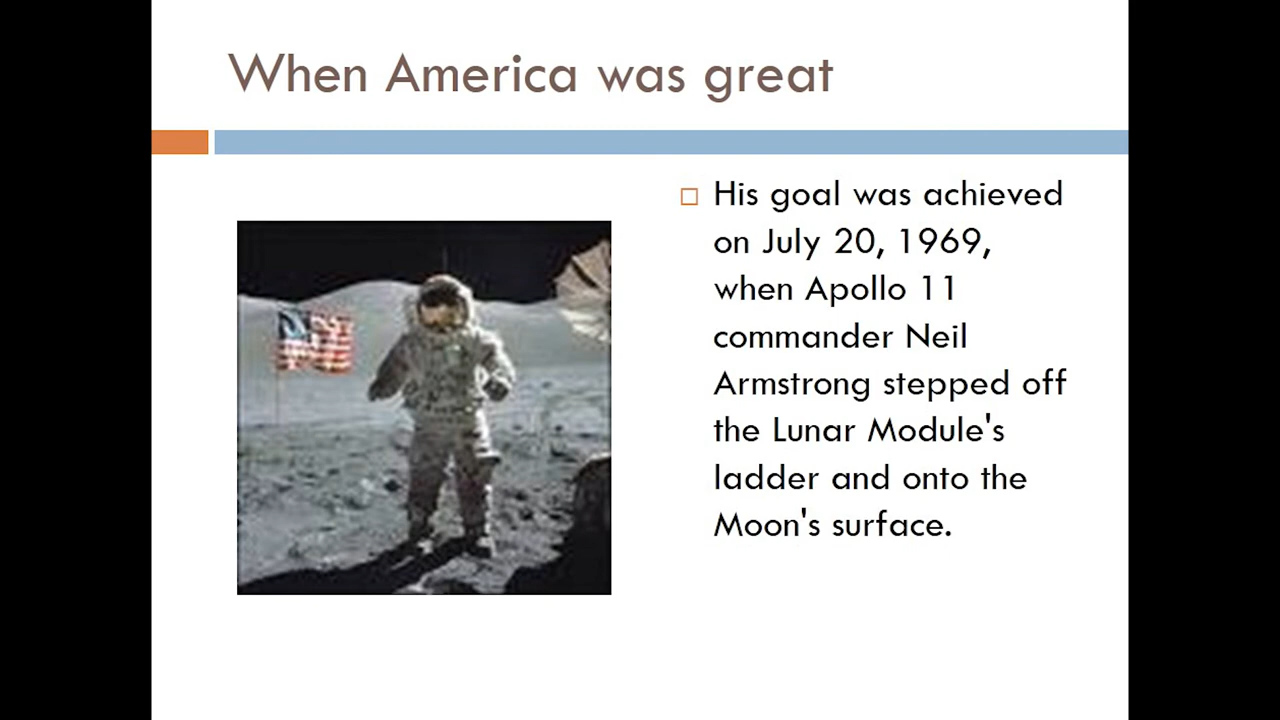 When America was great
His goal was achieved
on July 20, 1969,
when Apollo 11
commander Neil
Armstrong stepped off
the Lunar Module's
ladder and onto the
Moon's surface.